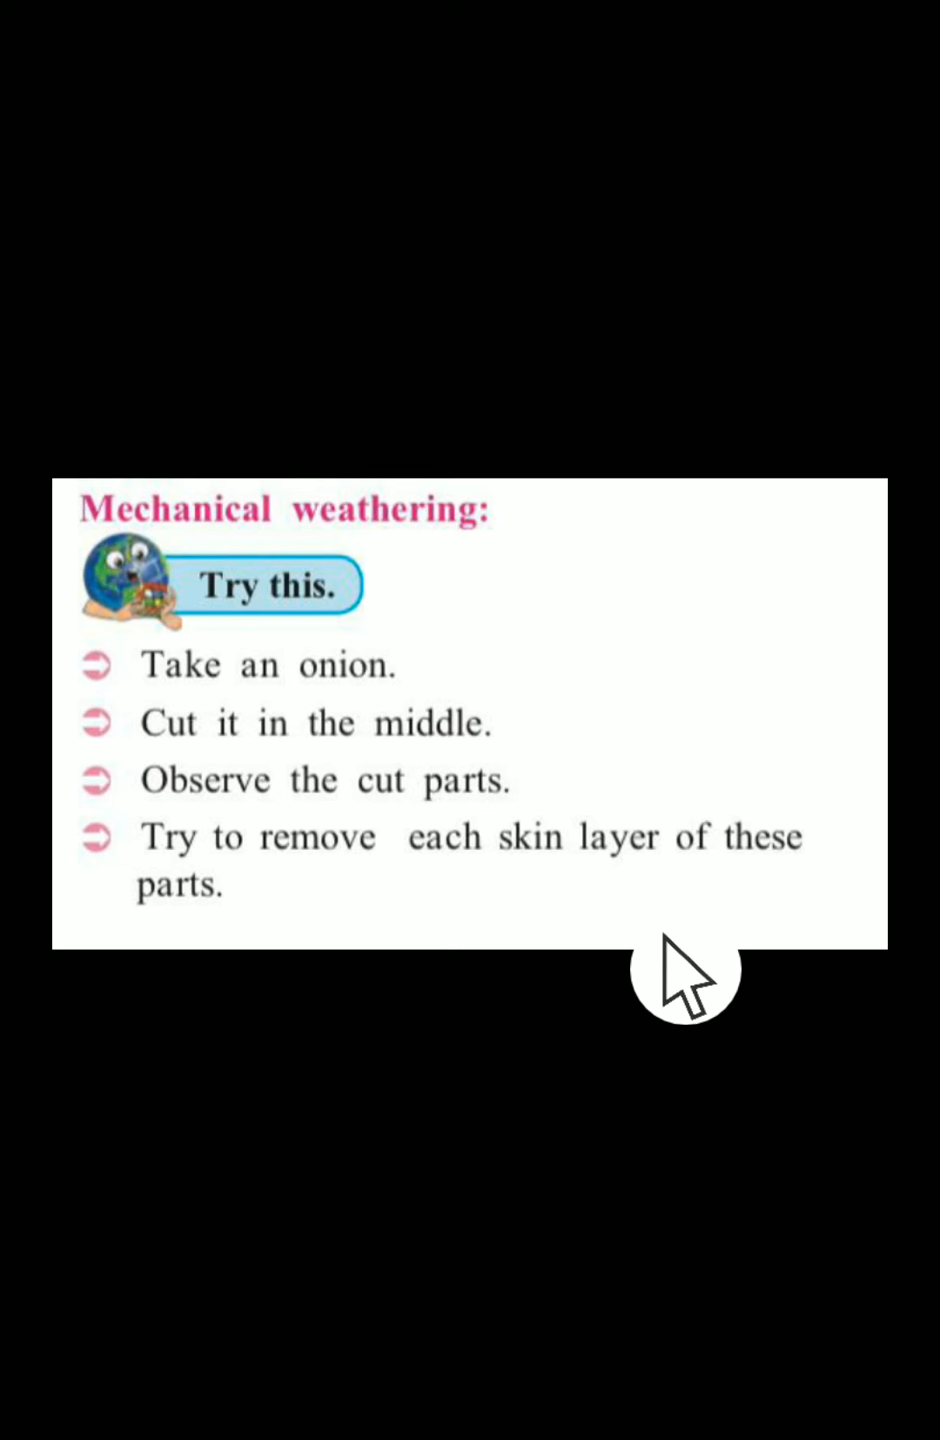 Mechanical weathering:
Try this.
Take an onion.
Cut it in the middle.
Observe the cut parts.
Try to remove each skin layer of these
parts.